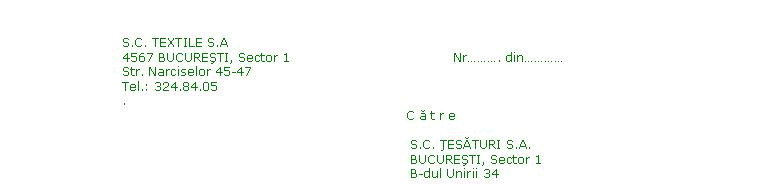 S.C. TEXTILE S.A
4567 BUCUREŞTI, Sector 1
Nr.......... din............
Str. Narciselor 45-47
Tel.: 324.84.05
.
C ă t r e
S.C. ŢESĂTURI S.A.
BUCUREŞTI, Sector 1
B-dul Unirii 34